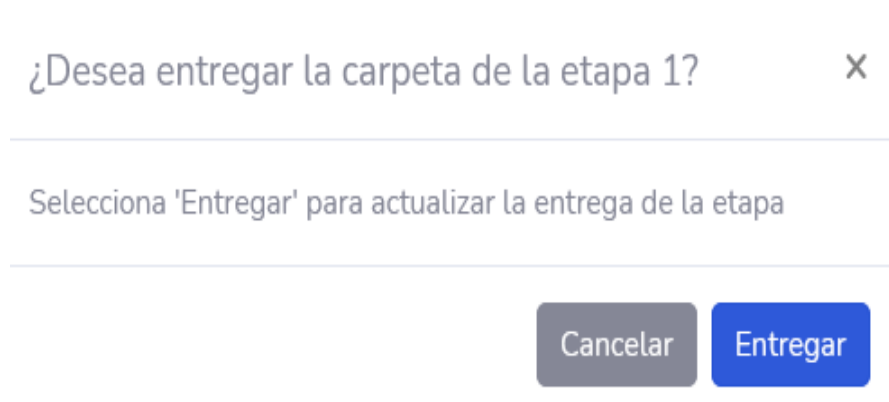 ¿Desea entregar la carpeta de la etapa 1?
×
Selecciona 'Entregar' para actualizar la entrega de la etapa
Cancelar
Entregar